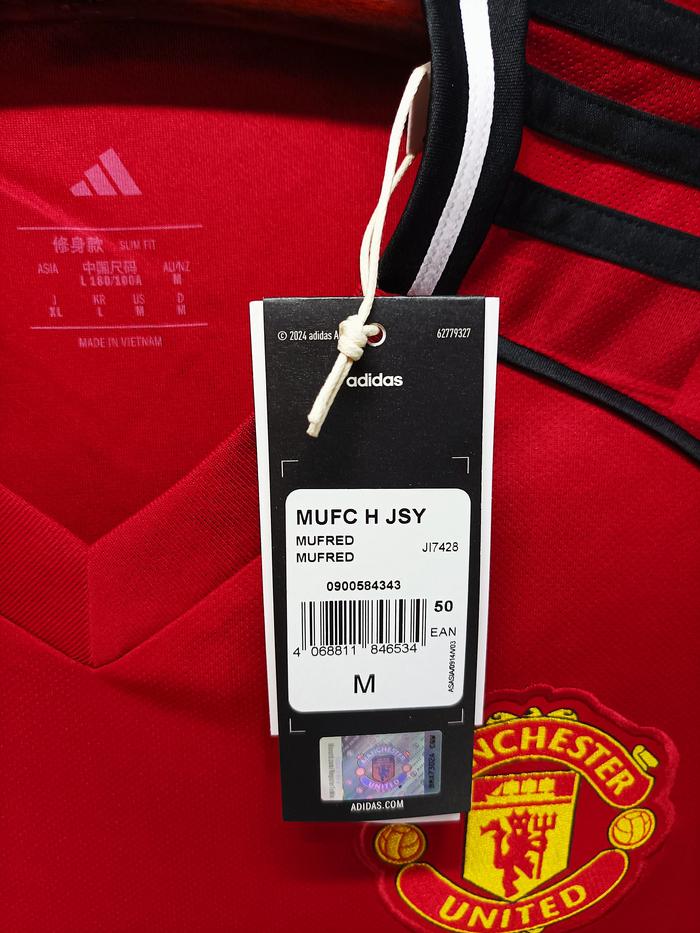 修身款 SLIM FIT
ASIA 中国尺码 AU/NZ
L 180/100A M
J KR US D
XL L M M
MADE IN VIETNAM
© 2024 adidas A
62779327
adidas
MUFC H JSY
MUFRED
MUFRED
JI7428
0900584343
50
EAN
4 068811 846534
M
MANCHESTER
UNITED
ADIDAS.COM
NCHESTER
UNITED